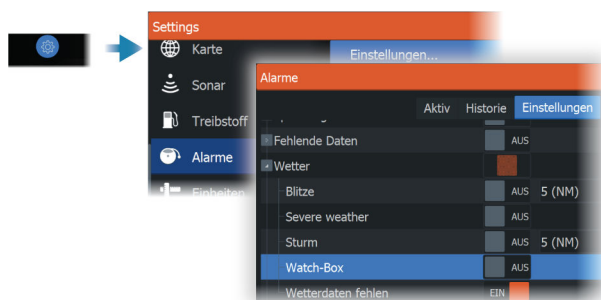 Settings
Karte
Einstellungen...
Sonar
Treibstoff
Alarme
Einheiten
Alarme
Aktiv Historie Einstellungen
Fehlende Daten AUS
Wetter
Blitze AUS 5 (NM)
Severe weather AUS
Sturm AUS 5 (NM)
Watch-Box AUS
Wetterdaten fehlen EIN